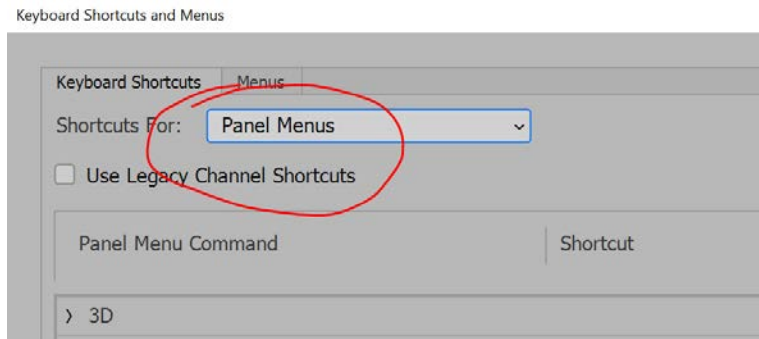 Keyboard Shortcuts and Menus
Keyboard Shortcuts Menus
Shortcuts For: Panel Menus
Use Legacy Channel Shortcuts
Panel Menu Command Shortcut
3D